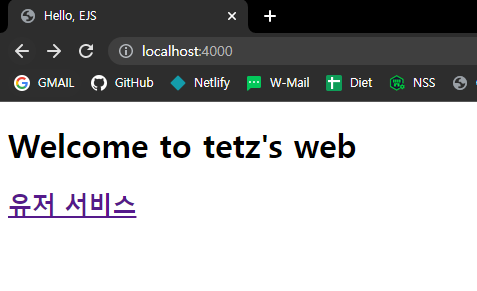 Hello, EJS
localhost:4000
GMAIL GitHub Netlify W-Mail Diet NSS
Welcome to tetz's web
유저 서비스